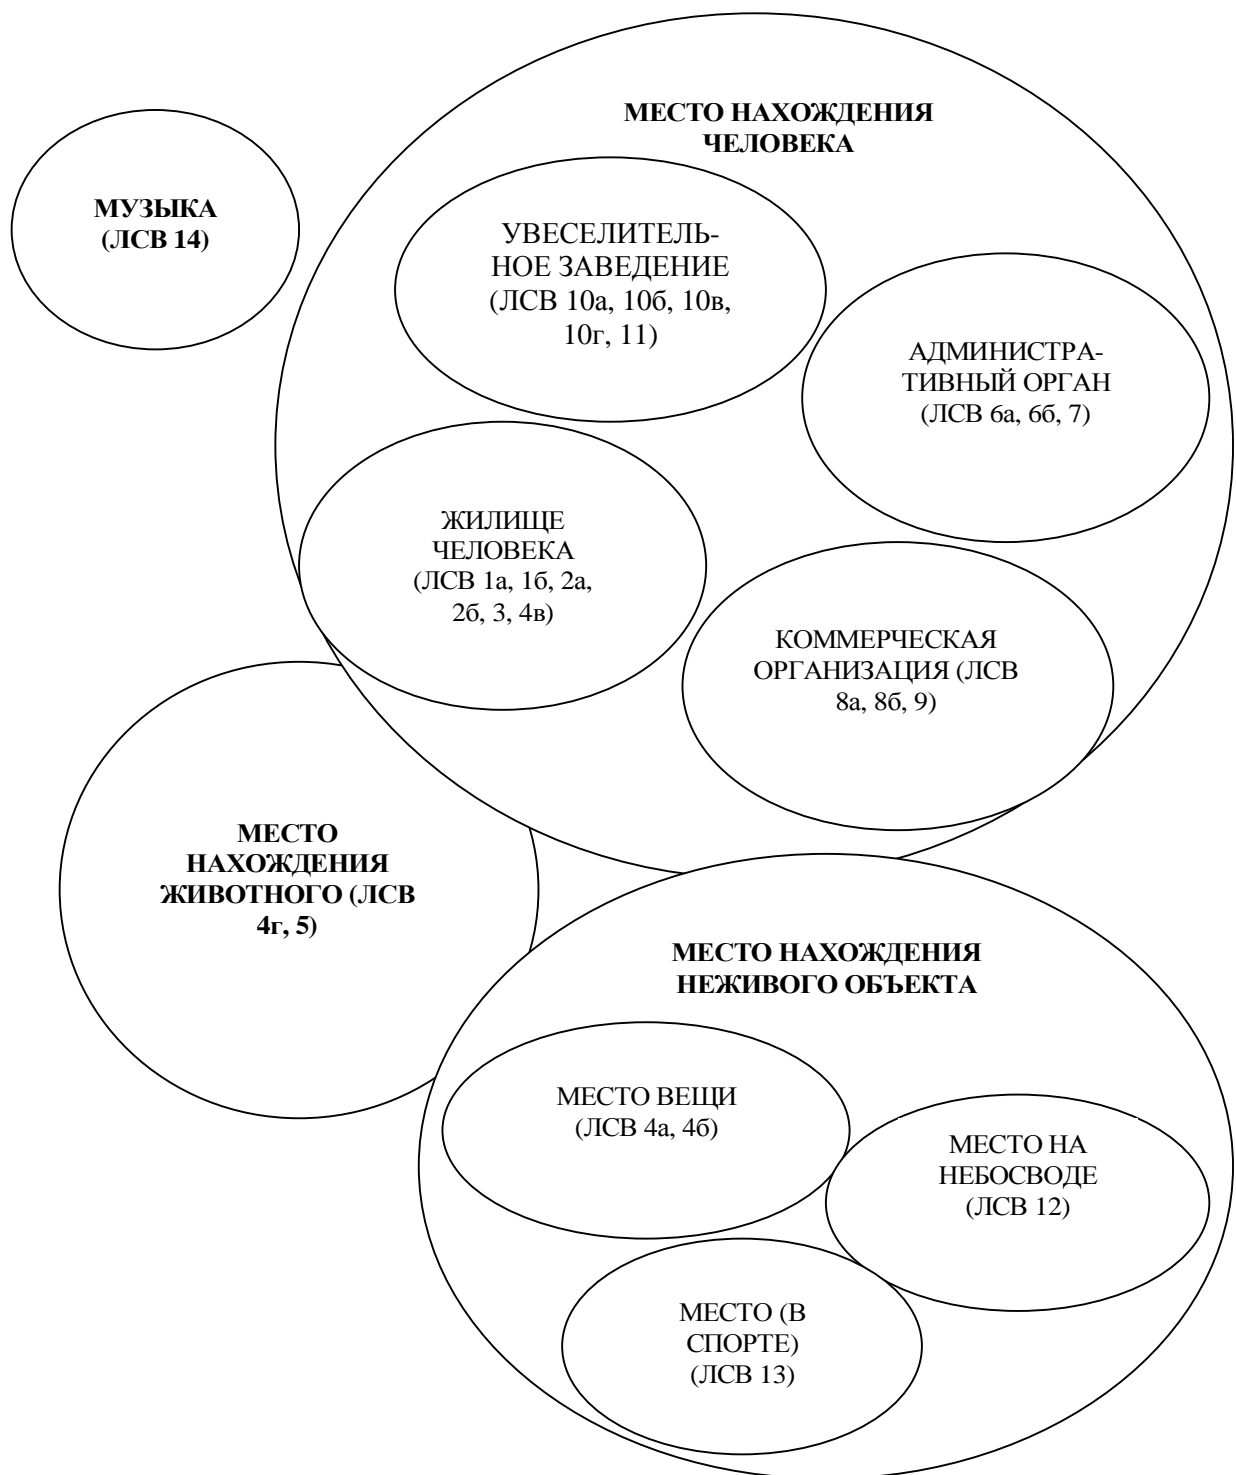 МЕСТО НАХОЖДЕНИЯ
ЧЕЛОВЕКА
МУЗЫКА
(ЛСВ 14)
УВЕСЕЛИТЕЛЬ-
НОЕ ЗАВЕДЕНИЕ
(ЛСВ 10а, 10б, 10в,
10г, 11)
АДМИНИСТРА-
ТИВНЫЙ ОРГАН
(ЛСВ 6а, 6б, 7)
ЖИЛИЩЕ
ЧЕЛОВЕКА
(ЛСВ 1а, 1б, 2а,
2б, 3, 4в)
КОММЕРЧЕСКАЯ
ОРГАНИЗАЦИЯ (ЛСВ
8а, 8б, 9)
МЕСТО
НАХОЖДЕНИЯ
ЖИВОТНОГО (ЛСВ
4г, 5)
МЕСТО НАХОЖДЕНИЯ
НЕЖИВОГО ОБЪЕКТА
МЕСТО ВЕЩИ
(ЛСВ 4а, 4б)
МЕСТО НА
НЕБОСВОДЕ
(ЛСВ 12)
МЕСТО (В
СПОРТЕ)
(ЛСВ 13)